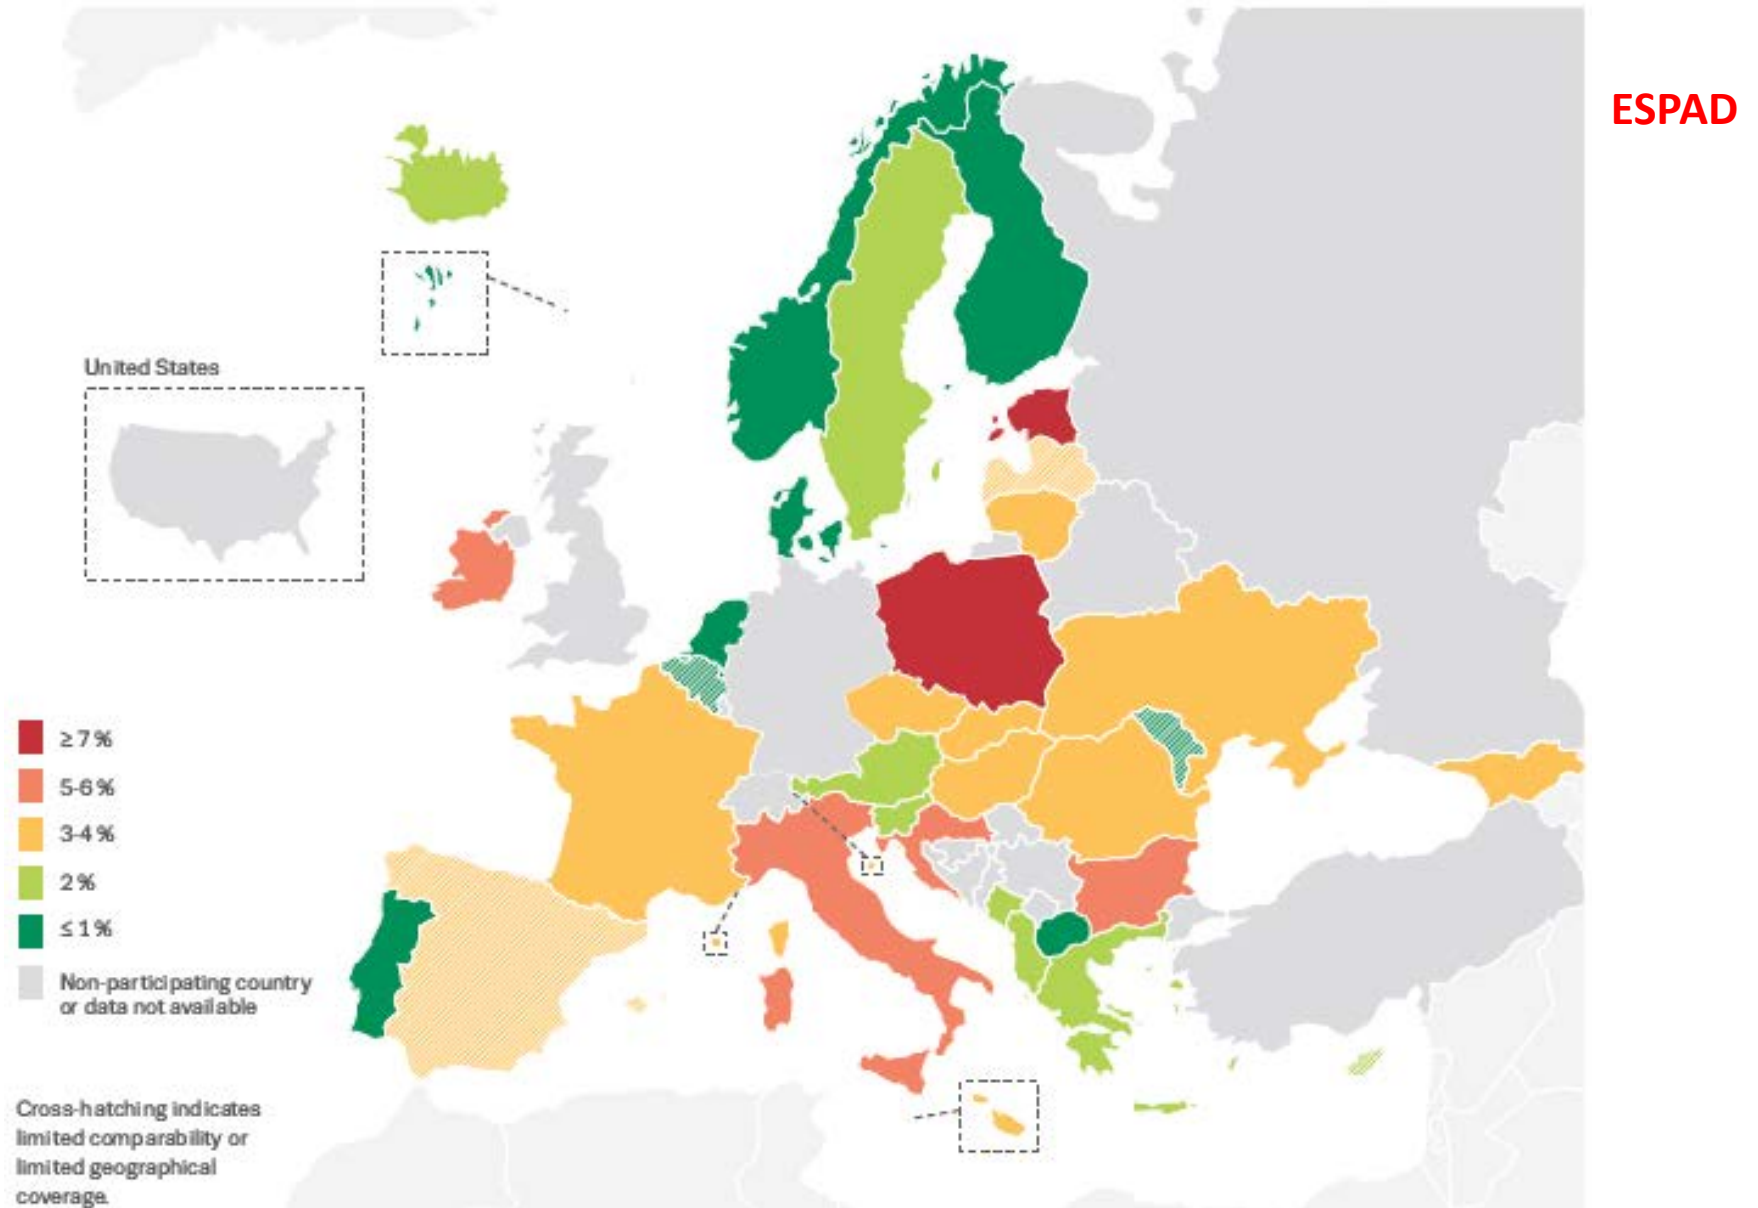 ESPAD
United States
≥ 7 %
5-6 %
3-4 %
2 %
≤ 1 %
Non-participating country
or data not available
Cross-hatching indicates
limited comparability or
limited geographical
coverage.